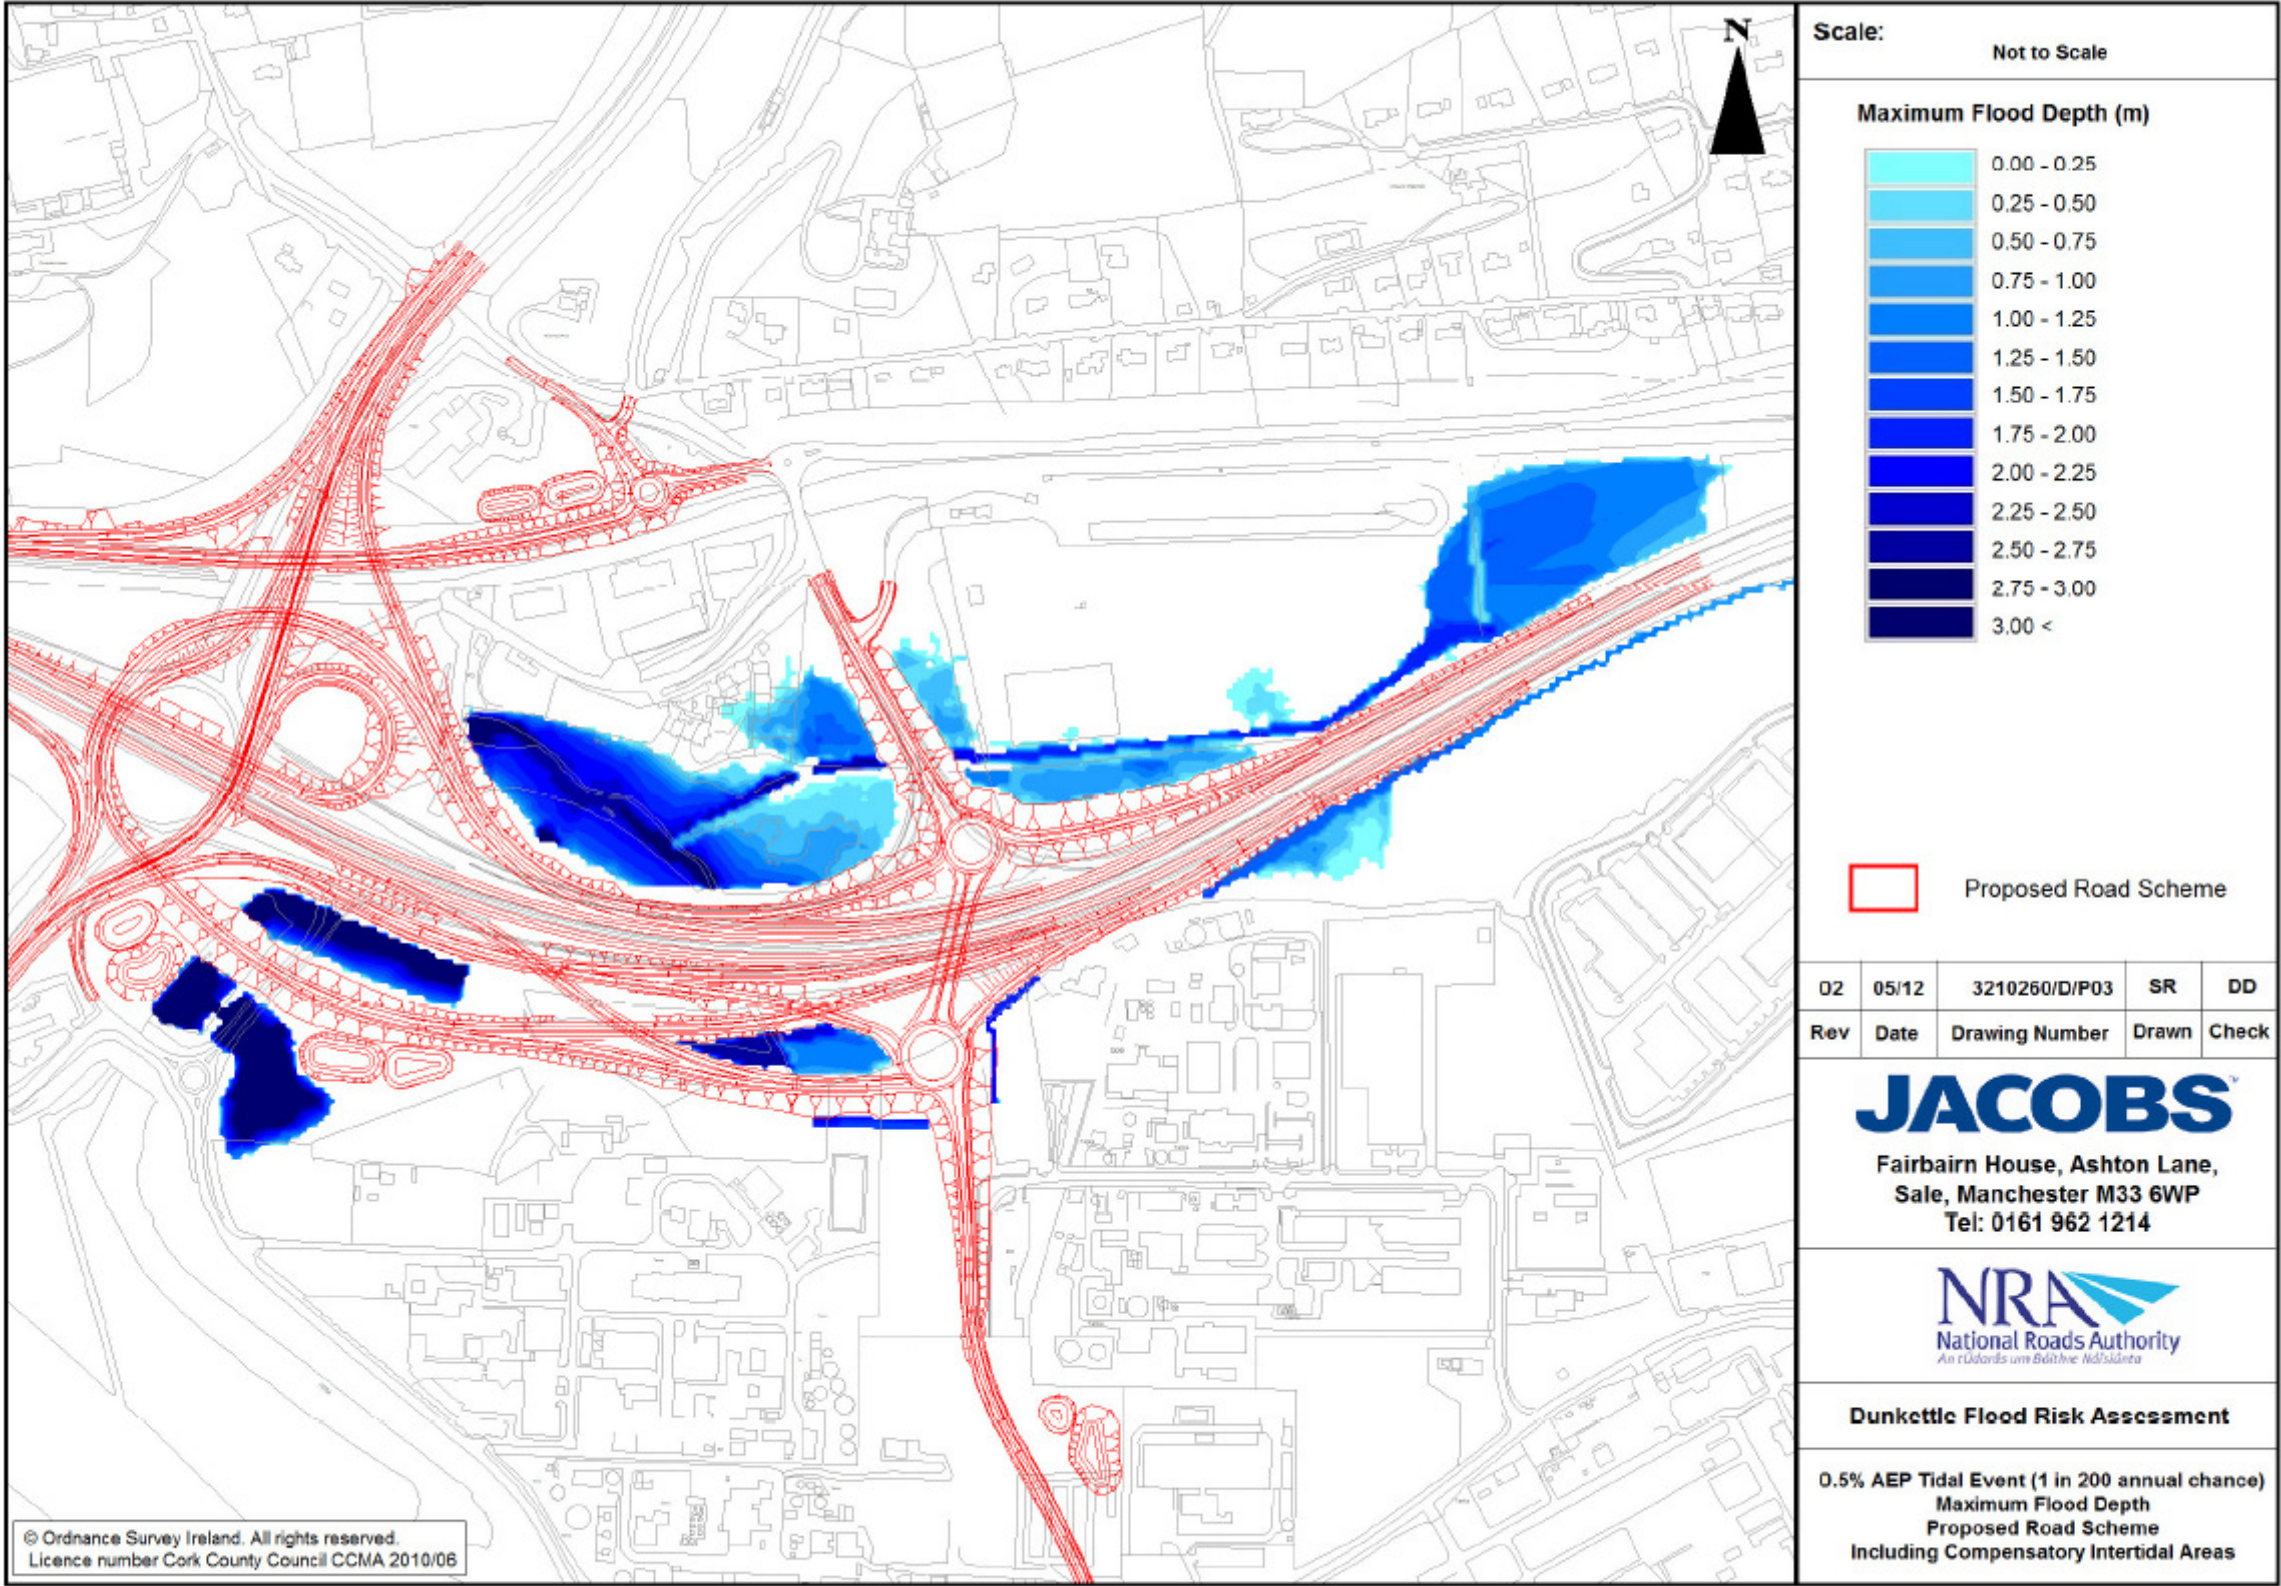 N
Scale:
Not to Scale
Maximum Flood Depth (m)
0.00 - 0.25
0.25 - 0.50
0.50 - 0.75
0.75 - 1.00
1.00 - 1.25
1.25 - 1.50
1.50 - 1.75
1.75 - 2.00
2.00 - 2.25
2.25 - 2.50
2.50 - 2.75
2.75 - 3.00
3.00 <
Proposed Road Scheme
02 05/12 3210260/D/P03 SR DD
Rev Date Drawing Number Drawn Check
JACOBS
Fairbairn House, Ashton Lane,
Sale, Manchester M33 6WP
Tel: 0161 962 1214
NRA
National Roads Authority
Dunkettle Flood Risk Assessment
0.5% AEP Tidal Event (1 in 200 annual chance)
Maximum Flood Depth
Proposed Road Scheme
Including Compensatory Intertidal Areas
© Ordnance Survey Ireland. All rights reserved.
Licence number Cork County Council CCMA 2010/06